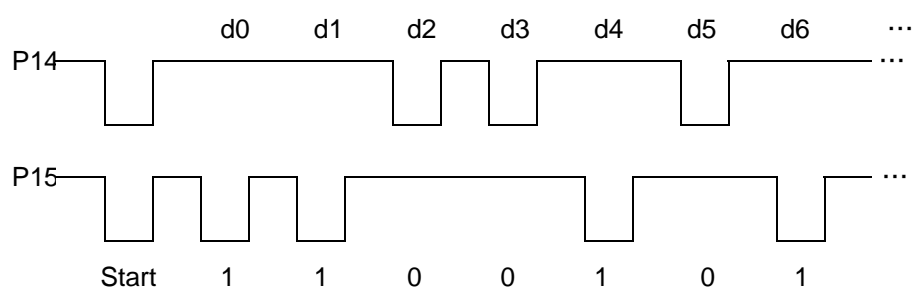 d0 d1 d2 d3 d4 d5 d6 ...
P14 ...
P15 ...
Start 1 1 0 0 1 0 1